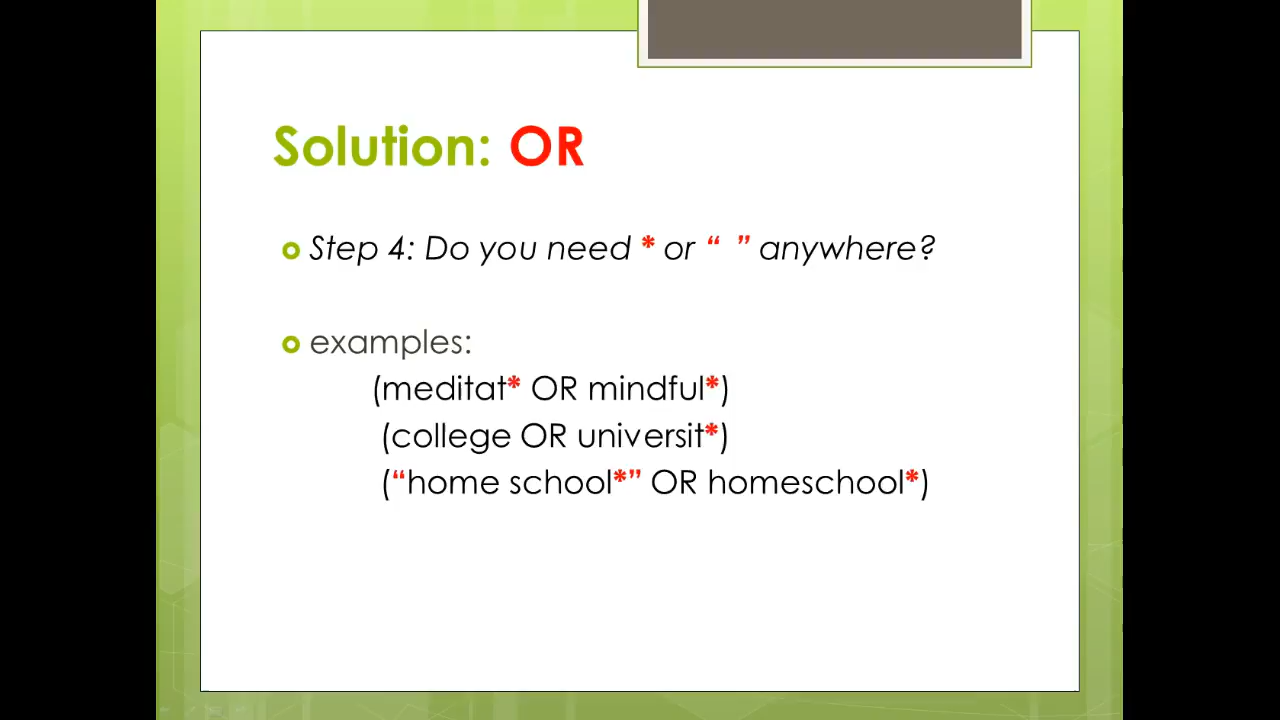 Solution: OR
Step 4: Do you need * or “ ” anywhere?
examples:
(meditat* OR mindful*)
(college OR universit*)
(“home school*” OR homeschool*)